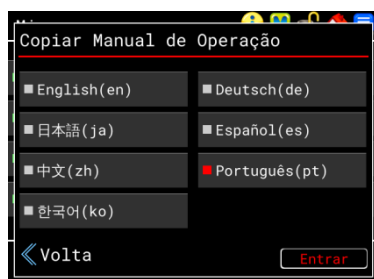 Copiar Manual de Operação
English(en)
Deutsch(de)
日本語(ja)
Español(es)
中文(zh)
Português(pt)
한국어(ko)
Volta
Entrar